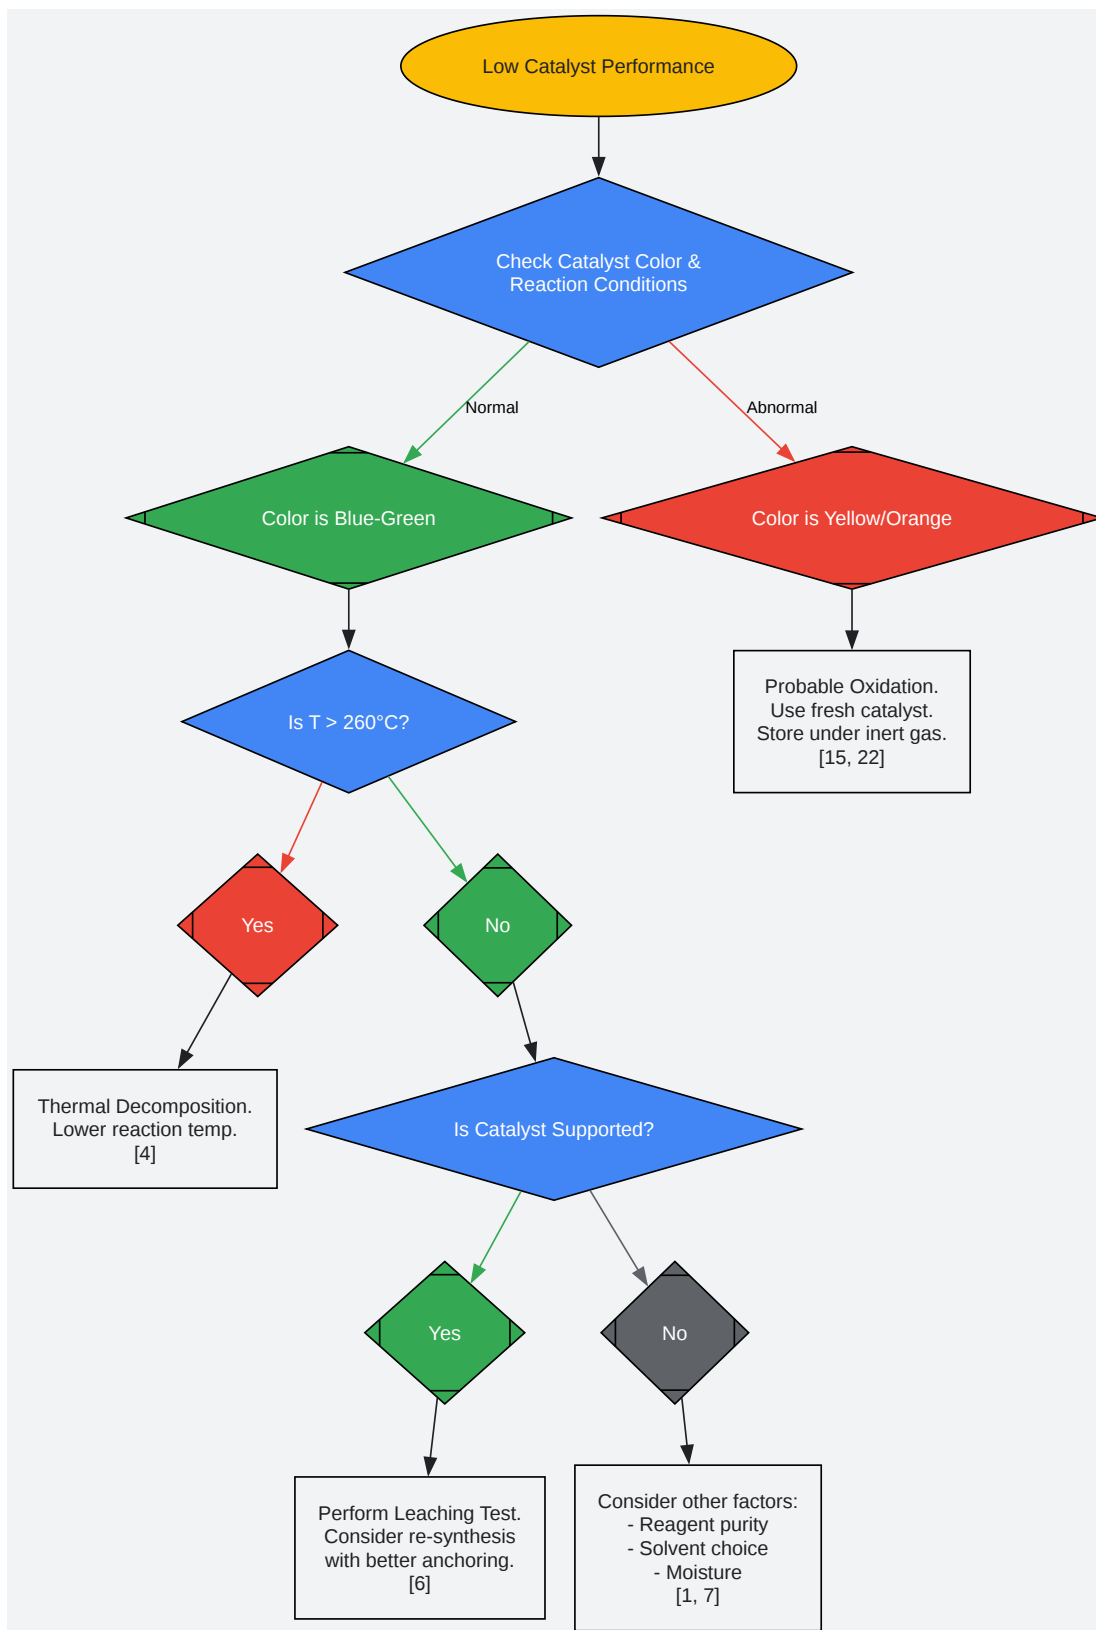 Low Catalyst Performance
Check Catalyst Color &
Reaction Conditions
Normal
Abnormal
Color is Blue-Green
Color is Yellow/Orange
Is T > 260°C?
Probable Oxidation.
Use fresh catalyst.
Store under inert gas.
[15, 22]
Yes
No
Thermal Decomposition.
Lower reaction temp.
[4]
Is Catalyst Supported?
Yes
No
Perform Leaching Test.
Consider re-synthesis
with better anchoring.
[6]
Consider other factors:
- Reagent purity
- Solvent choice
- Moisture
[1, 7]